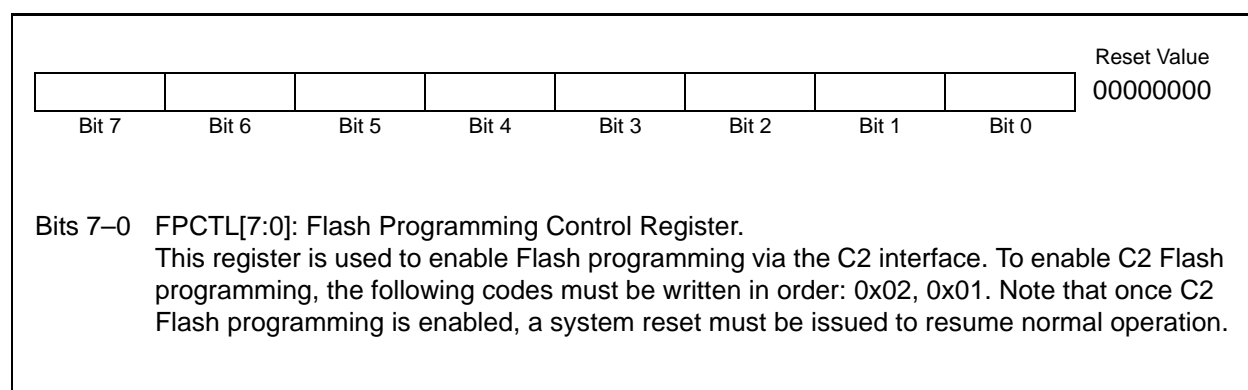 Reset Value
00000000
Bit 7 Bit 6 Bit 5 Bit 4 Bit 3 Bit 2 Bit 1 Bit 0
Bits 7–0 FPCTL[7:0]: Flash Programming Control Register.
This register is used to enable Flash programming via the C2 interface. To enable C2 Flash
programming, the following codes must be written in order: 0x02, 0x01. Note that once C2
Flash programming is enabled, a system reset must be issued to resume normal operation.